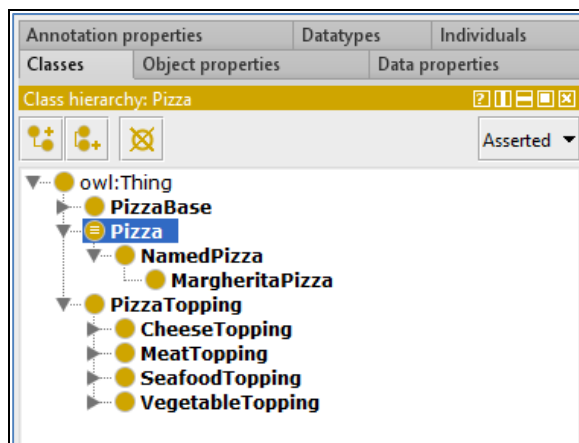 Annotation properties Datatypes Individuals
Classes Object properties Data properties
Class hierarchy: Pizza
Asserted
owl:Thing
PizzaBase
Pizza
NamedPizza
MargheritaPizza
PizzaTopping
CheeseTopping
MeatTopping
SeafoodTopping
VegetableTopping